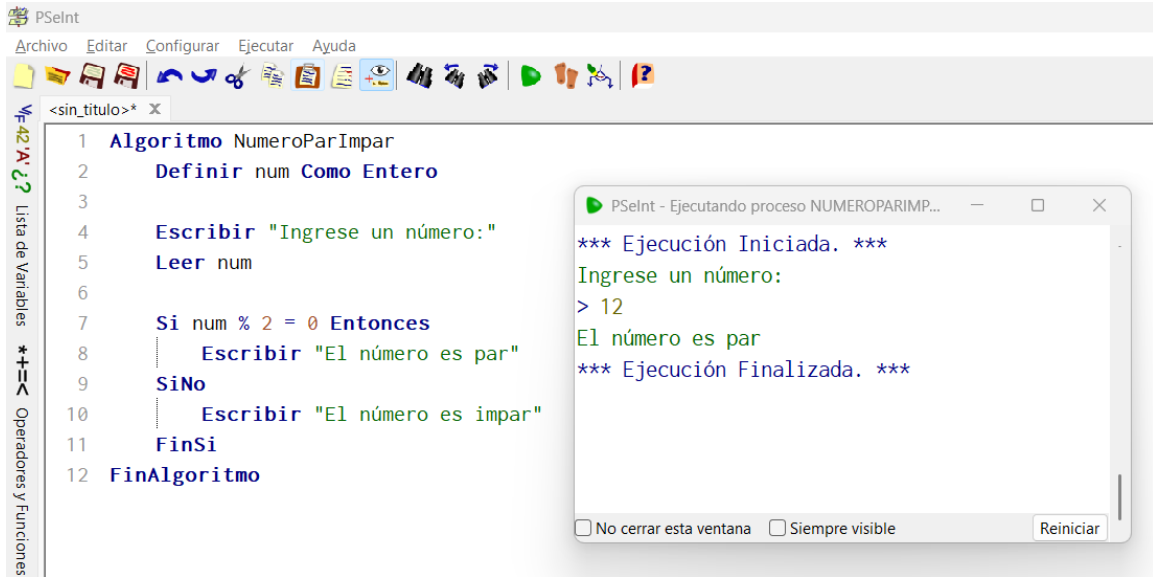 PSeInt
Archivo Editar Configurar Ejecutar Ayuda
<sin_titulo>* X
42 'A' ¿? Lista de Variables
*+=< Operadores y Funciones
1 Algoritmo NumeroParImpar
2 Definir num Como Entero
3
4 Escribir "Ingrese un número:"
5 Leer num
6
7 Si num % 2 = 0 Entonces
8 Escribir "El número es par"
9 SiNo
10 Escribir "El número es impar"
11 FinSi
12 FinAlgoritmo
PSeInt - Ejecutando proceso NUMEROPARIMP...
*** Ejecución Iniciada. ***
Ingrese un número:
> 12
El número es par
*** Ejecución Finalizada. ***
No cerrar esta ventana Siempre visible Reiniciar